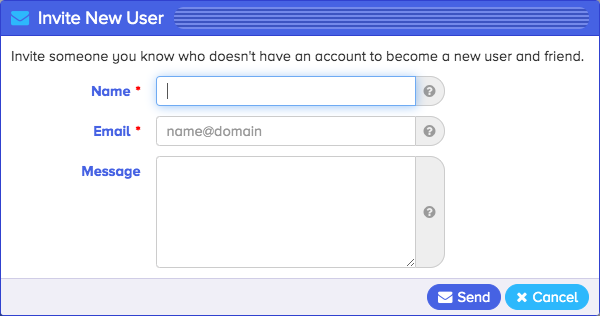 Invite New User
Invite someone you know who doesn't have an account to become a new user and friend.
Name *
?
Email *
name@domain
?
Message
?
Send
Cancel